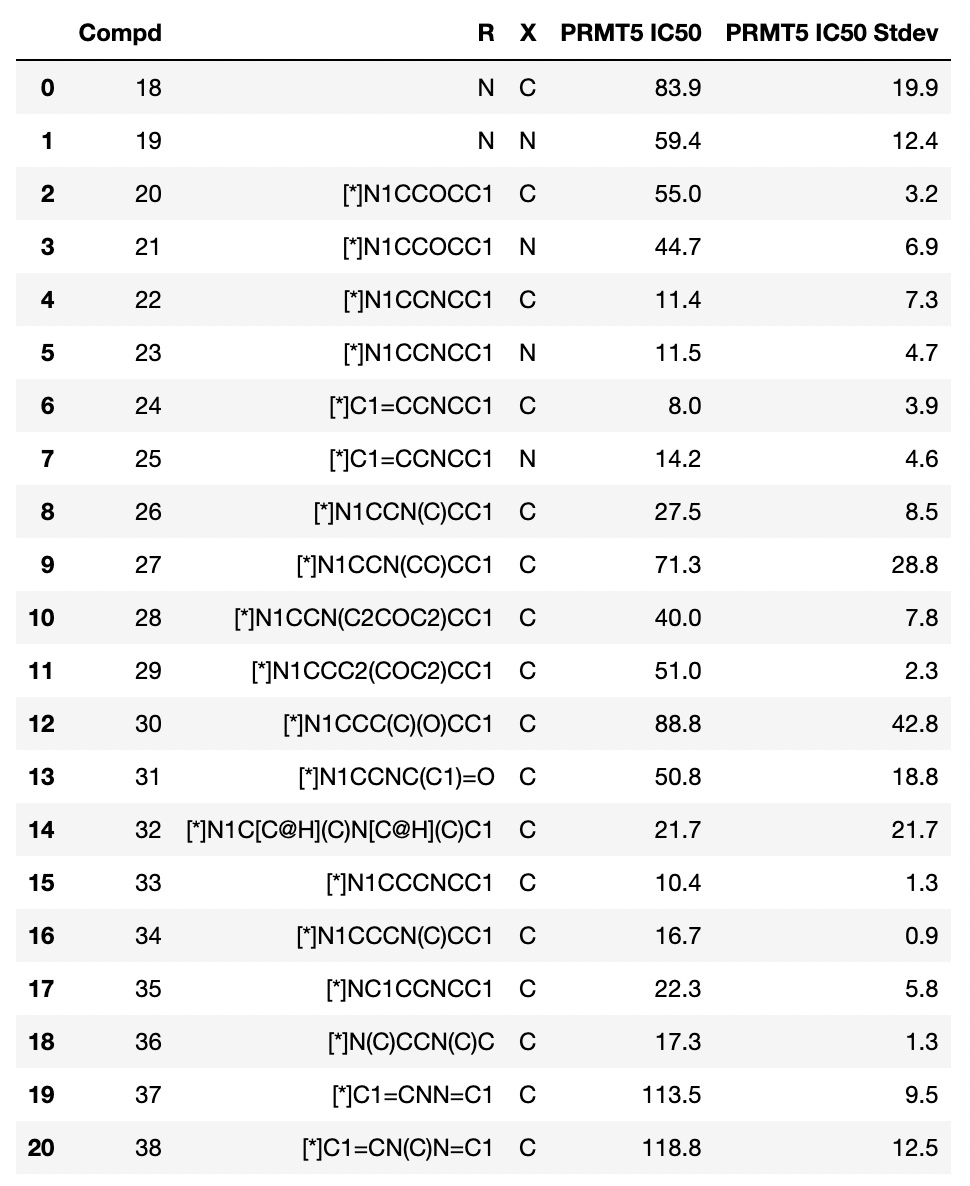 Compd R X PRMT5 IC50 PRMT5 IC50 Stdev
0 18 N C 83.9 19.9
1 19 N N 59.4 12.4
2 20 [*]N1CCOCC1 C 55.0 3.2
3 21 [*]N1CCOCC1 N 44.7 6.9
4 22 [*]N1CCNCC1 C 11.4 7.3
5 23 [*]N1CCNCC1 N 11.5 4.7
6 24 [*]C1=CCNCC1 C 8.0 3.9
7 25 [*]C1=CCNCC1 N 14.2 4.6
8 26 [*]N1CCN(C)CC1 C 27.5 8.5
9 27 [*]N1CCN(CC)CC1 C 71.3 28.8
10 28 [*]N1CCN(C2COC2)CC1 C 40.0 7.8
11 29 [*]N1CCC2(COC2)CC1 C 51.0 2.3
12 30 [*]N1CCC(C)(O)CC1 C 88.8 42.8
13 31 [*]N1CCNC(C1)=O C 50.8 18.8
14 32 [*]N1C[C@H](C)N[C@H](C)C1 C 21.7 21.7
15 33 [*]N1CCCNCC1 C 10.4 1.3
16 34 [*]N1CCCN(C)CC1 C 16.7 0.9
17 35 [*]NC1CCNCC1 C 22.3 5.8
18 36 [*]N(C)CCN(C)C C 17.3 1.3
19 37 [*]C1=CNN=C1 C 113.5 9.5
20 38 [*]C1=CN(C)N=C1 C 118.8 12.5